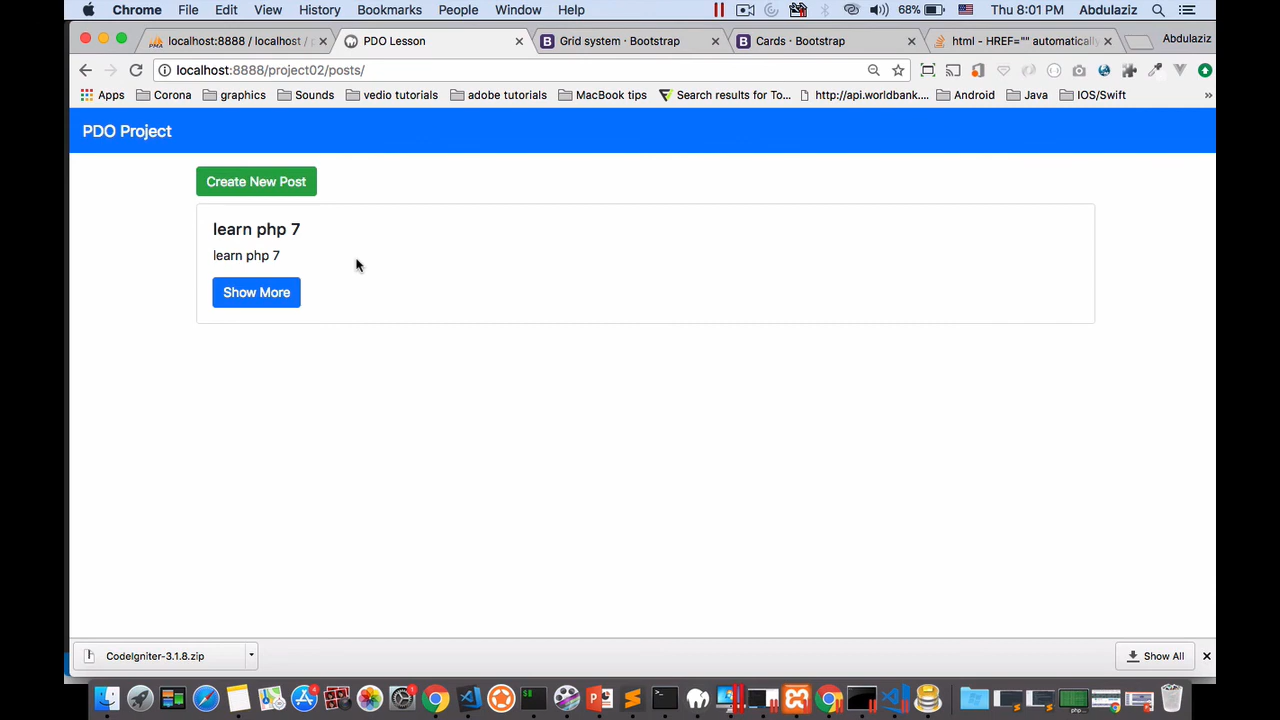 Chrome File Edit View History Bookmarks People Window Help 68% Thu 8:01 PM Abdulaziz
localhost:8888 / localhost / PDO Lesson Grid system · Bootstrap Cards · Bootstrap html - HREF="" automatically Abdulaziz
localhost:8888/project02/posts/
Apps Corona graphics Sounds vedio tutorials adobe tutorials MacBook tips Search results for To... http://api.worldbank.... Android Java IOS/Swift »
PDO Project
Create New Post
learn php 7
learn php 7
Show More
CodeIgniter-3.1.8.zip Show All